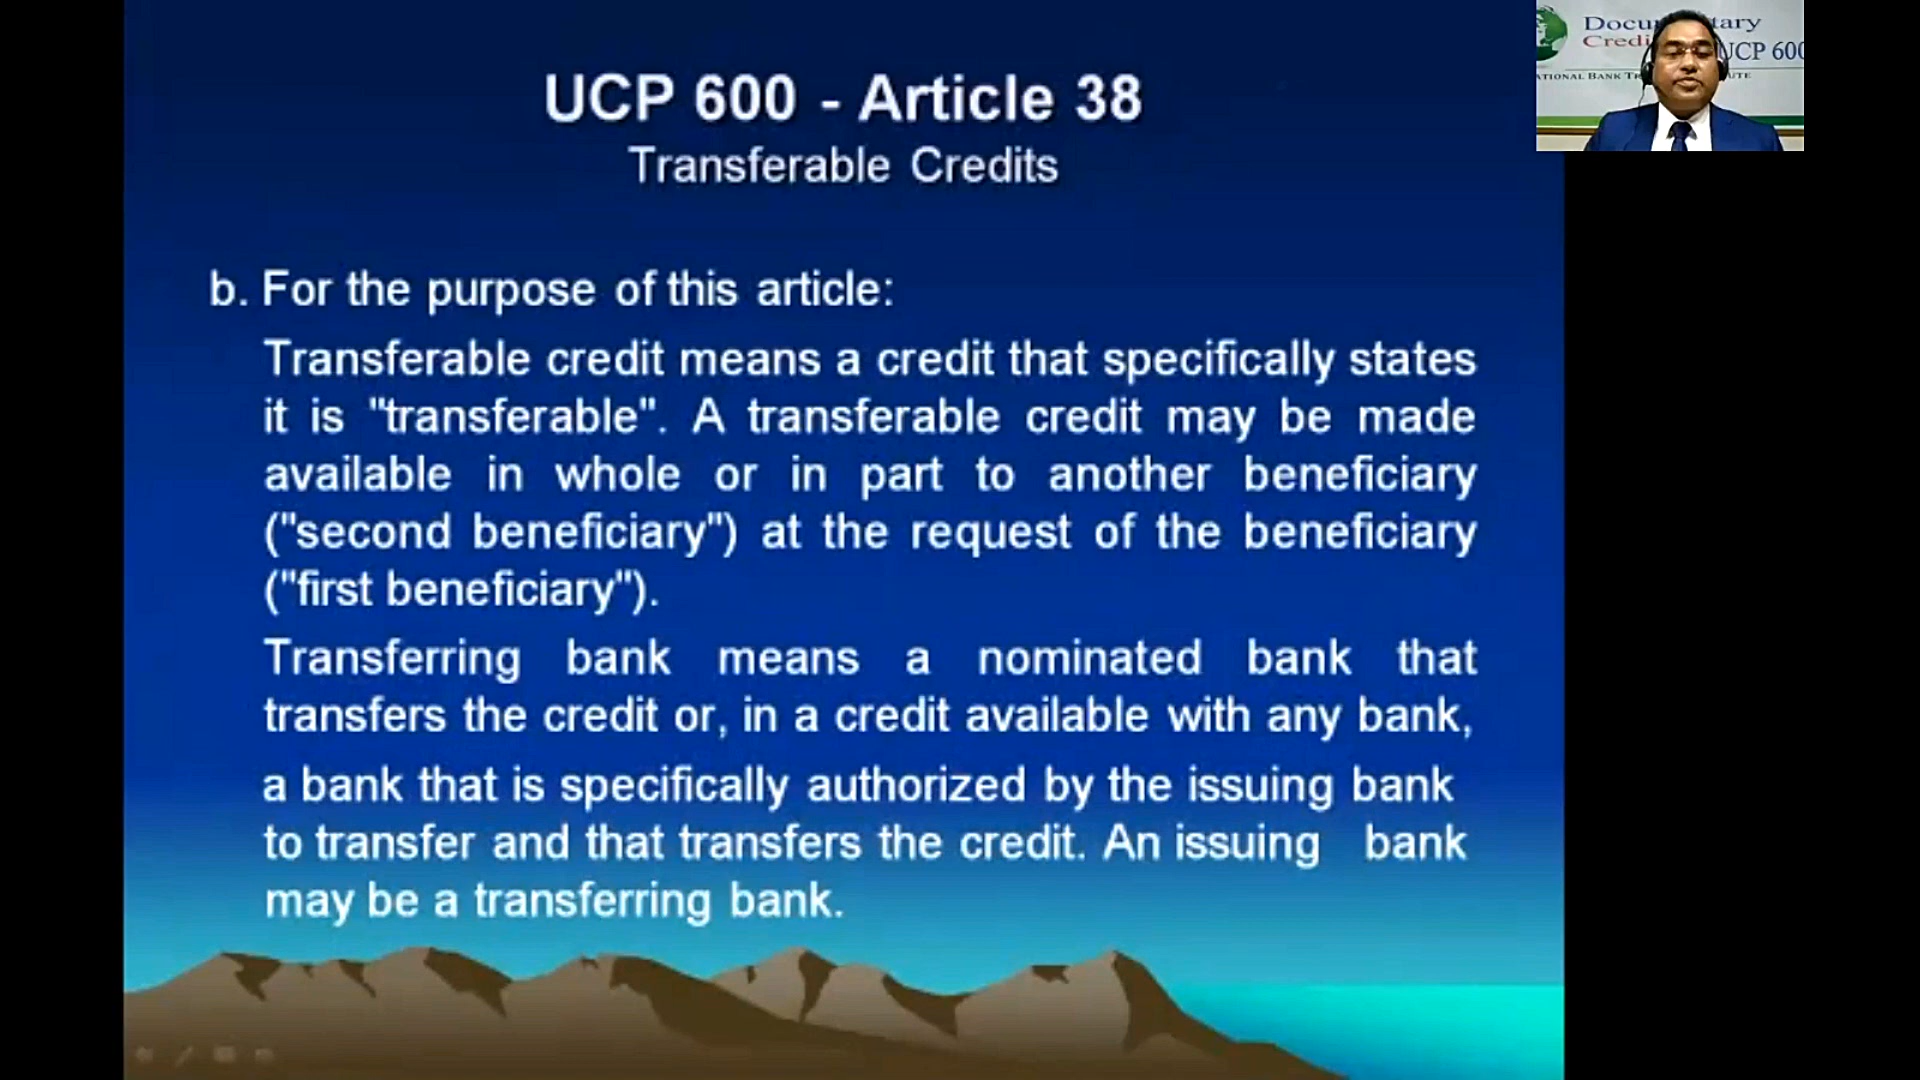 UCP 600 - Article 38
Transferable Credits
b. For the purpose of this article:
Transferable credit means a credit that specifically states
it is "transferable". A transferable credit may be made
available in whole or in part to another beneficiary
("second beneficiary") at the request of the beneficiary
("first beneficiary").
Transferring bank means a nominated bank that
transfers the credit or, in a credit available with any bank,
a bank that is specifically authorized by the issuing bank
to transfer and that transfers the credit. An issuing bank
may be a transferring bank.
UCP 600